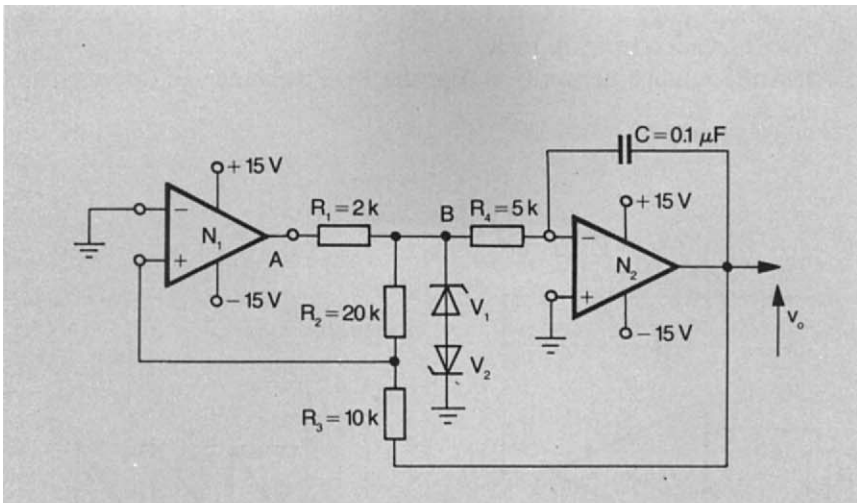 C=0.1 μF
+15 V
+15 V
R₁=2 k
B
R₄=5 k
−
N₁
+
A
−
N₂
+
−15 V
R₂=20 k
V₁
V₂
−15 V
vₒ
R₃=10 k